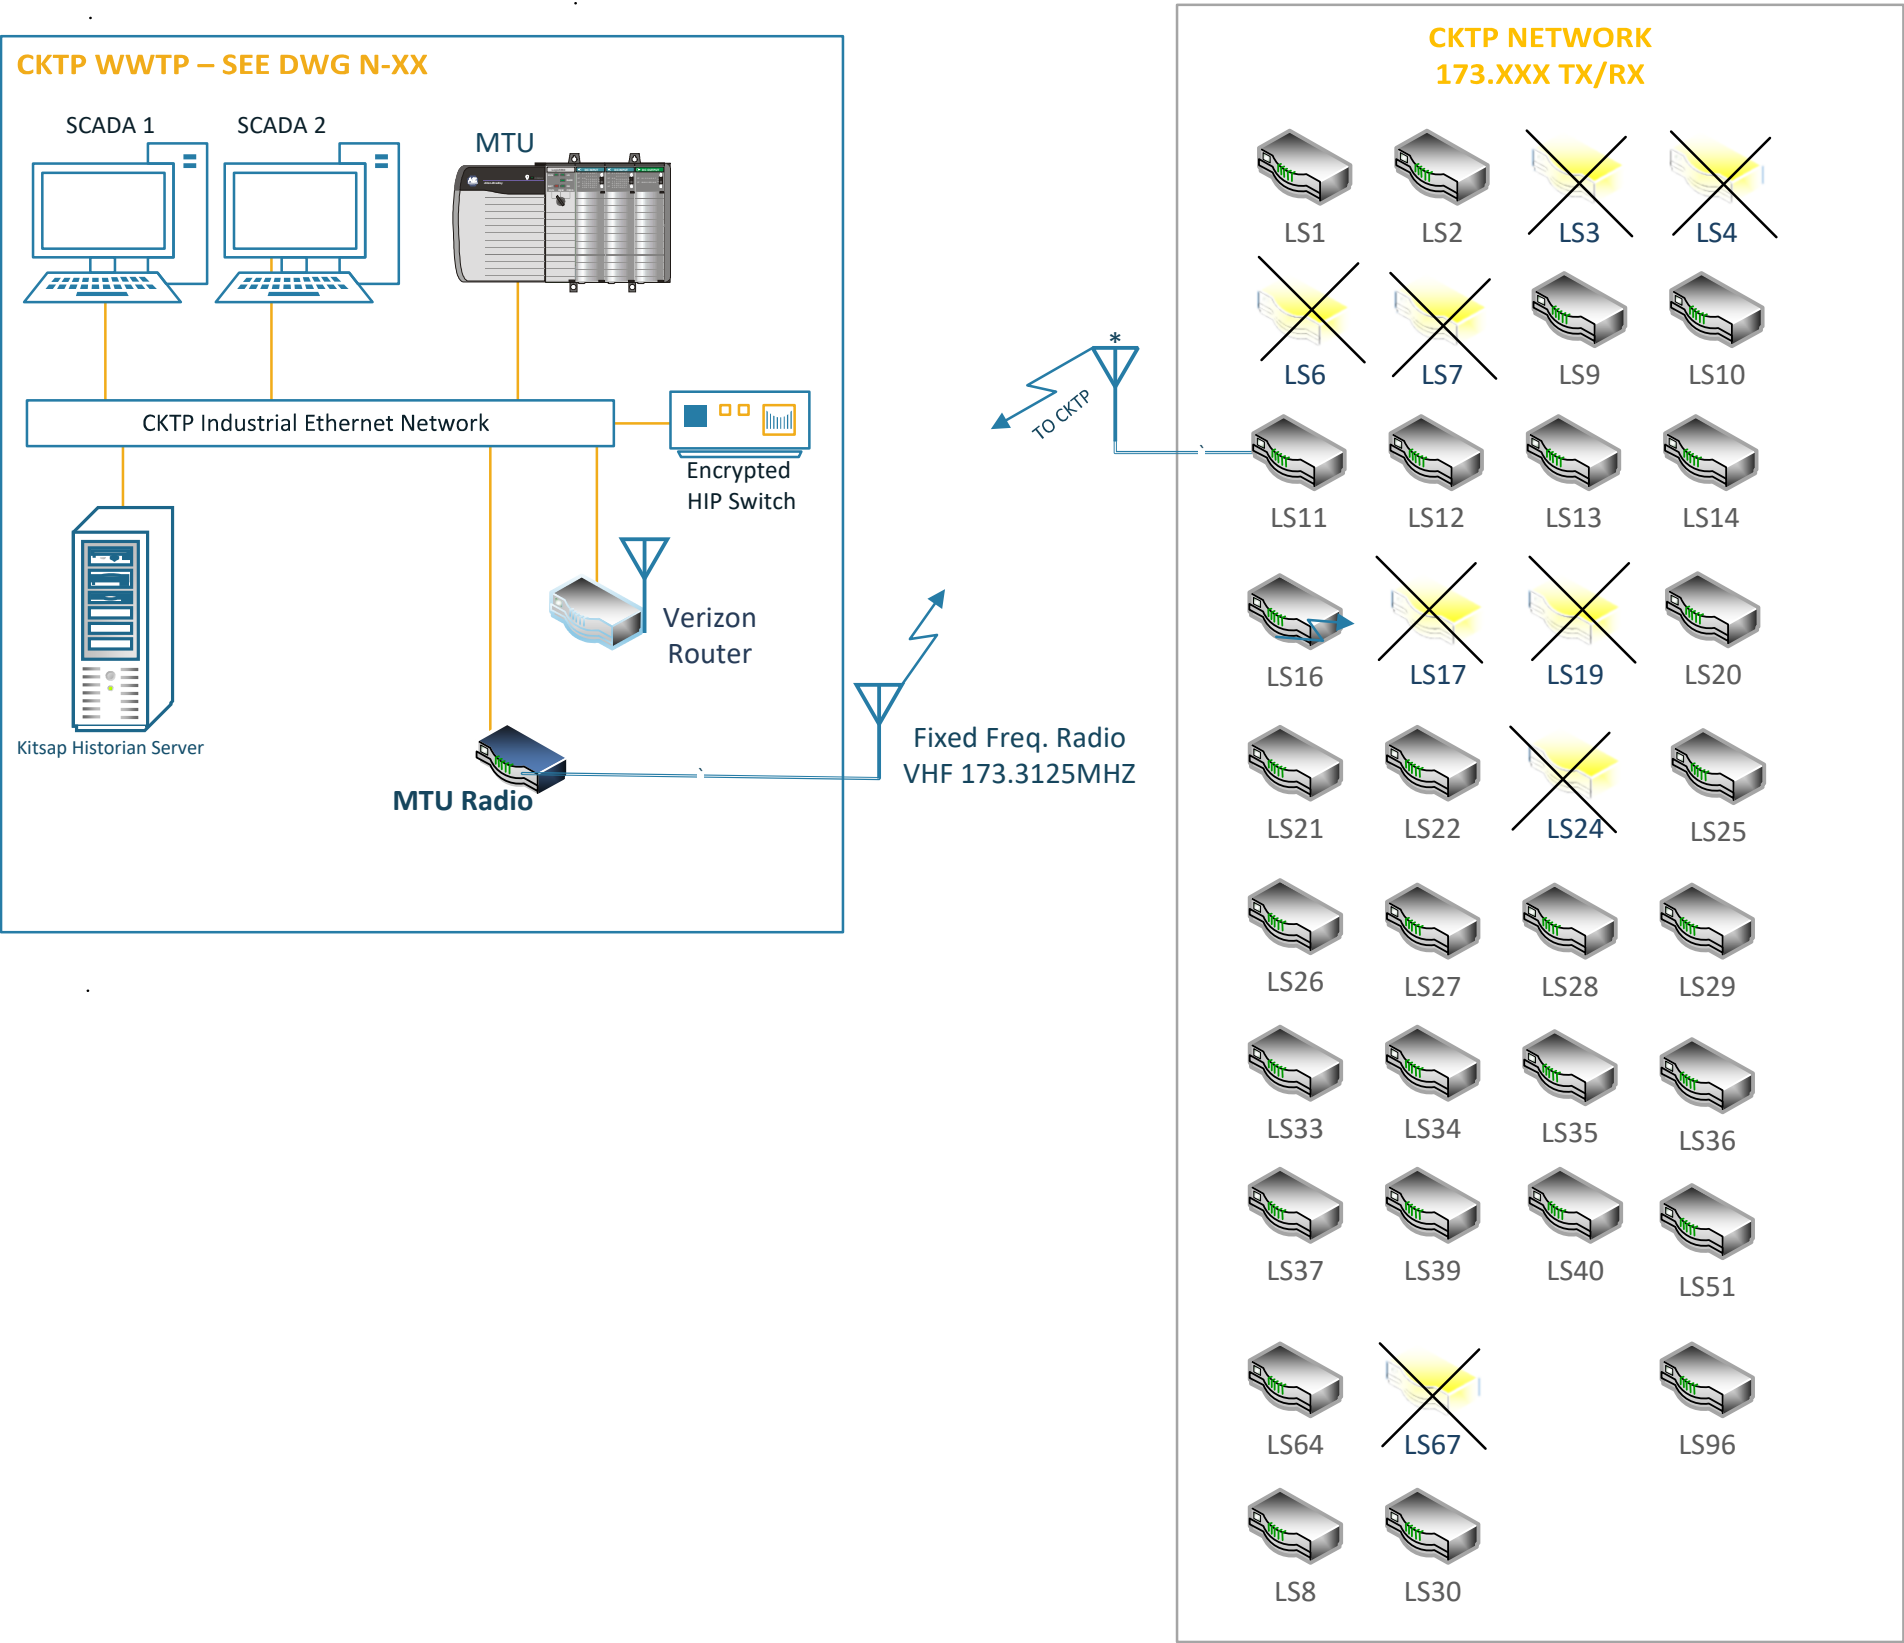 CKTP WWTP – SEE DWG N-XX
SCADA 1
SCADA 2
MTU
CKTP Industrial Ethernet Network
Encrypted
HIP Switch
Verizon
Router
Kitsap Historian Server
MTU Radio
Fixed Freq. Radio
VHF 173.3125MHZ
*
TO CKTP
CKTP NETWORK
173.XXX TX/RX
LS1
LS2
LS3
LS4
LS6
LS7
LS9
LS10
LS11
LS12
LS13
LS14
LS16
LS17
LS19
LS20
LS21
LS22
LS24
LS25
LS26
LS27
LS28
LS29
LS33
LS34
LS35
LS36
LS37
LS39
LS40
LS51
LS64
LS67
LS96
LS8
LS30